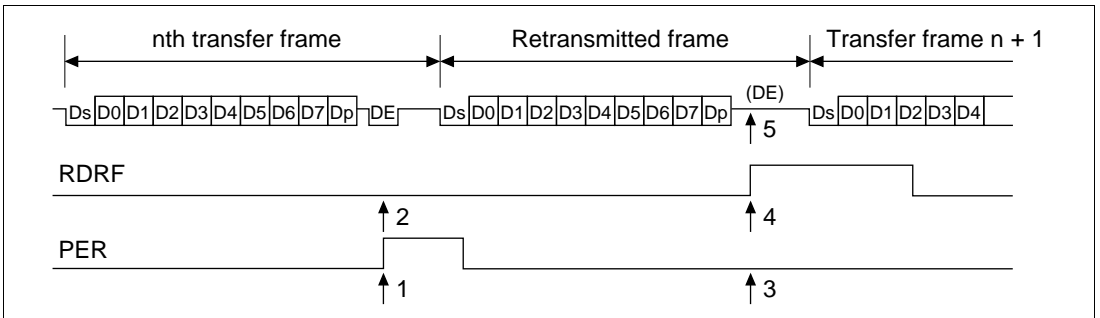 nth transfer frame Retransmitted frame Transfer frame n + 1
(DE)
Ds D0 D1 D2 D3 D4 D5 D6 D7 Dp DE Ds D0 D1 D2 D3 D4 D5 D6 D7 Dp Ds D0 D1 D2 D3 D4
5
RDRF
2 4
PER
1 3